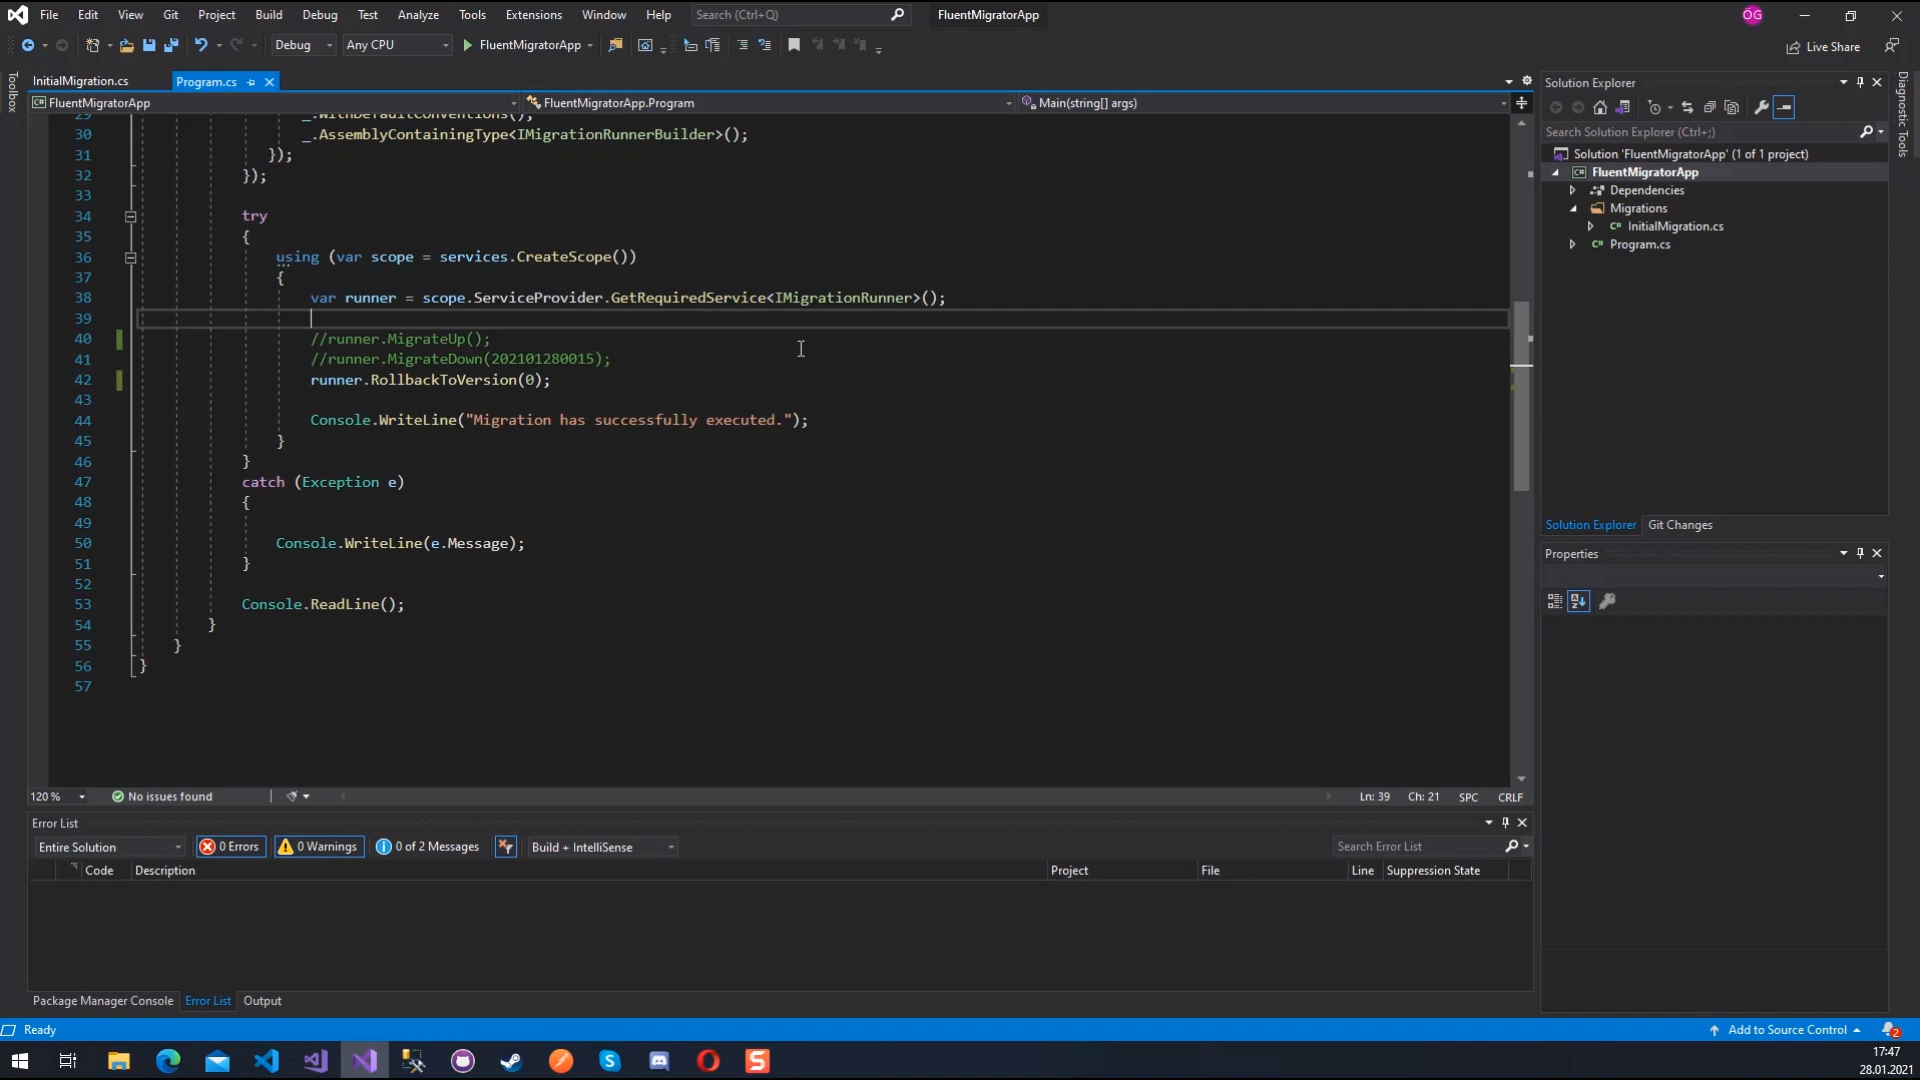 File Edit View Git Project Build Debug Test Analyze Tools Extensions Window Help Search (Ctrl+Q) FluentMigratorApp ÖG
Debug Any CPU FluentMigratorApp Live Share
Toolbox
InitialMigration.cs Program.cs
FluentMigratorApp FluentMigratorApp.Program Main(string[] args)
29 _.WithDefaultConventions();
30 _.AssemblyContainingType<IMigrationRunnerBuilder>();
31 });
32 });
33
34 try
35 {
36 using (var scope = services.CreateScope())
37 {
38 var runner = scope.ServiceProvider.GetRequiredService<IMigrationRunner>();
39
40 //runner.MigrateUp();
41 //runner.MigrateDown(202101280015);
42 runner.RollbackToVersion(0);
43
44 Console.WriteLine("Migration has successfully executed.");
45 }
46 }
47 catch (Exception e)
48 {
49
50 Console.WriteLine(e.Message);
51 }
52
53 Console.ReadLine();
54 }
55 }
56 }
57
120 % No issues found Ln: 39 Ch: 21 SPC CRLF
Error List
Entire Solution 0 Errors 0 Warnings 0 of 2 Messages Build + IntelliSense Search Error List
Code Description Project File Line Suppression State
Package Manager Console Error List Output
Solution Explorer
Search Solution Explorer (Ctrl+;)
Solution 'FluentMigratorApp' (1 of 1 project)
FluentMigratorApp
Dependencies
Migrations
InitialMigration.cs
Program.cs
Solution Explorer Git Changes
Properties
Diagnostic Tools
Ready Add to Source Control 2
17:47
28.01.2021